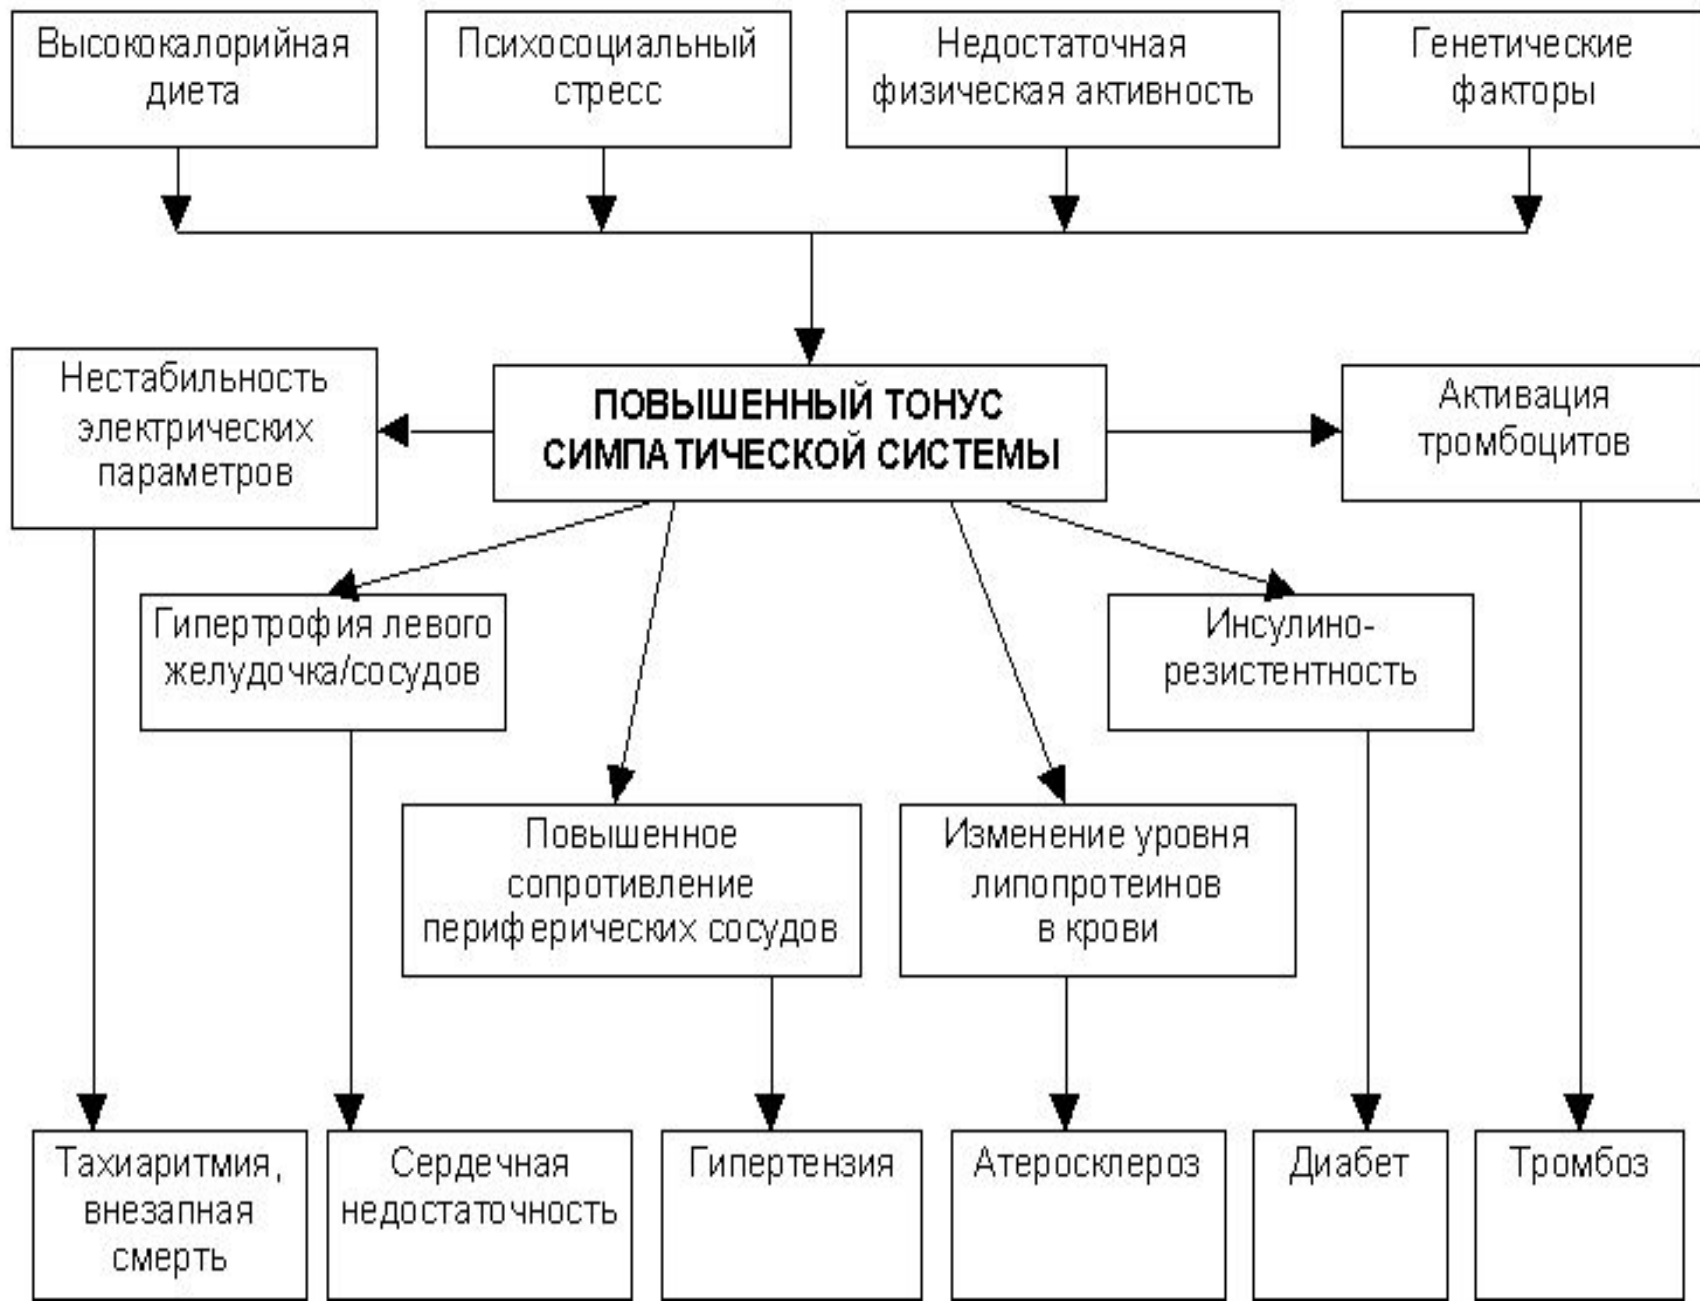 Высококалорийная
диета
Психосоциальный
стресс
Недостаточная
физическая активность
Генетические
факторы
Нестабильность
электрических
параметров
ПОВЫШЕННЫЙ ТОНУС
СИМПАТИЧЕСКОЙ СИСТЕМЫ
Активация
тромбоцитов
Гипертрофия левого
желудочка/сосудов
Инсулино-
резистентность
Повышенное
сопротивление
периферических сосудов
Изменение уровня
липопротеинов
в крови
Тахиаритмия,
внезапная
смерть
Сердечная
недостаточность
Гипертензия
Атеросклероз
Диабет
Тромбоз